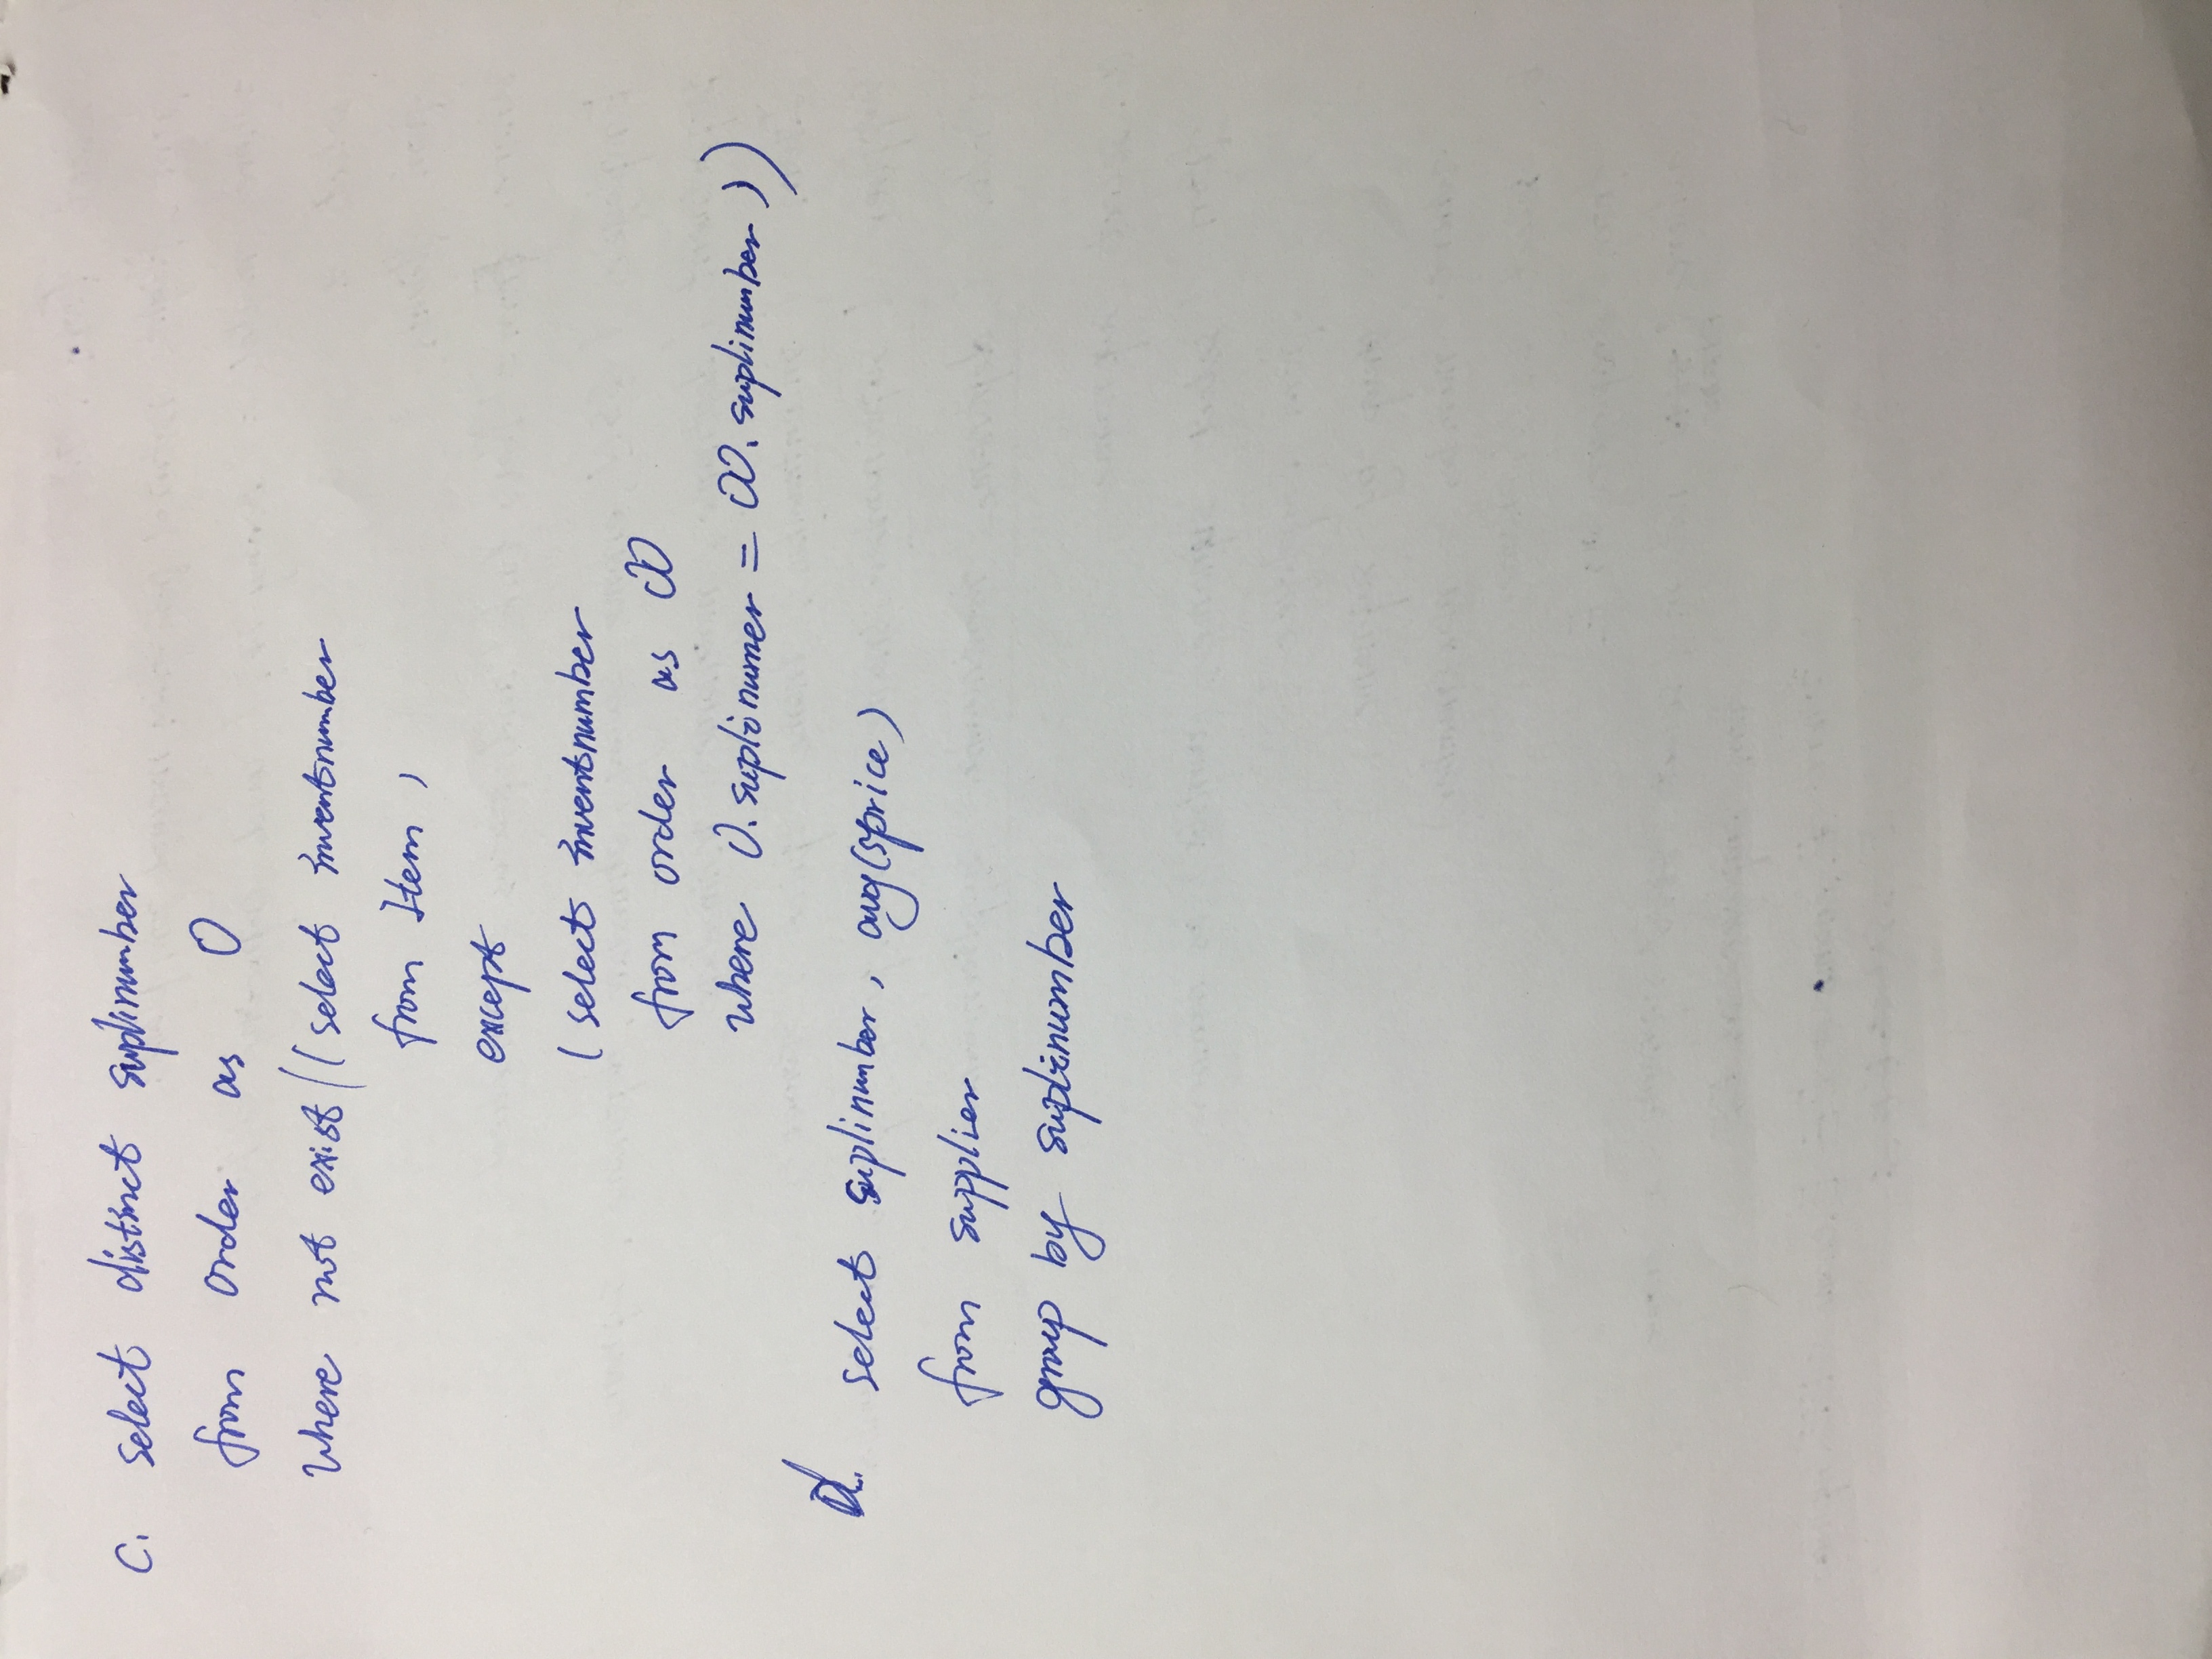 c. select distinct suplinumber
from order as O
where not exist ((select inventnumber
from Item)
except
(select inventnumber
from order as OO
where O.suplinumer = OO.suplinumber))
d. select suplinumber, avg(sprice)
from supplier
group by suplinumber